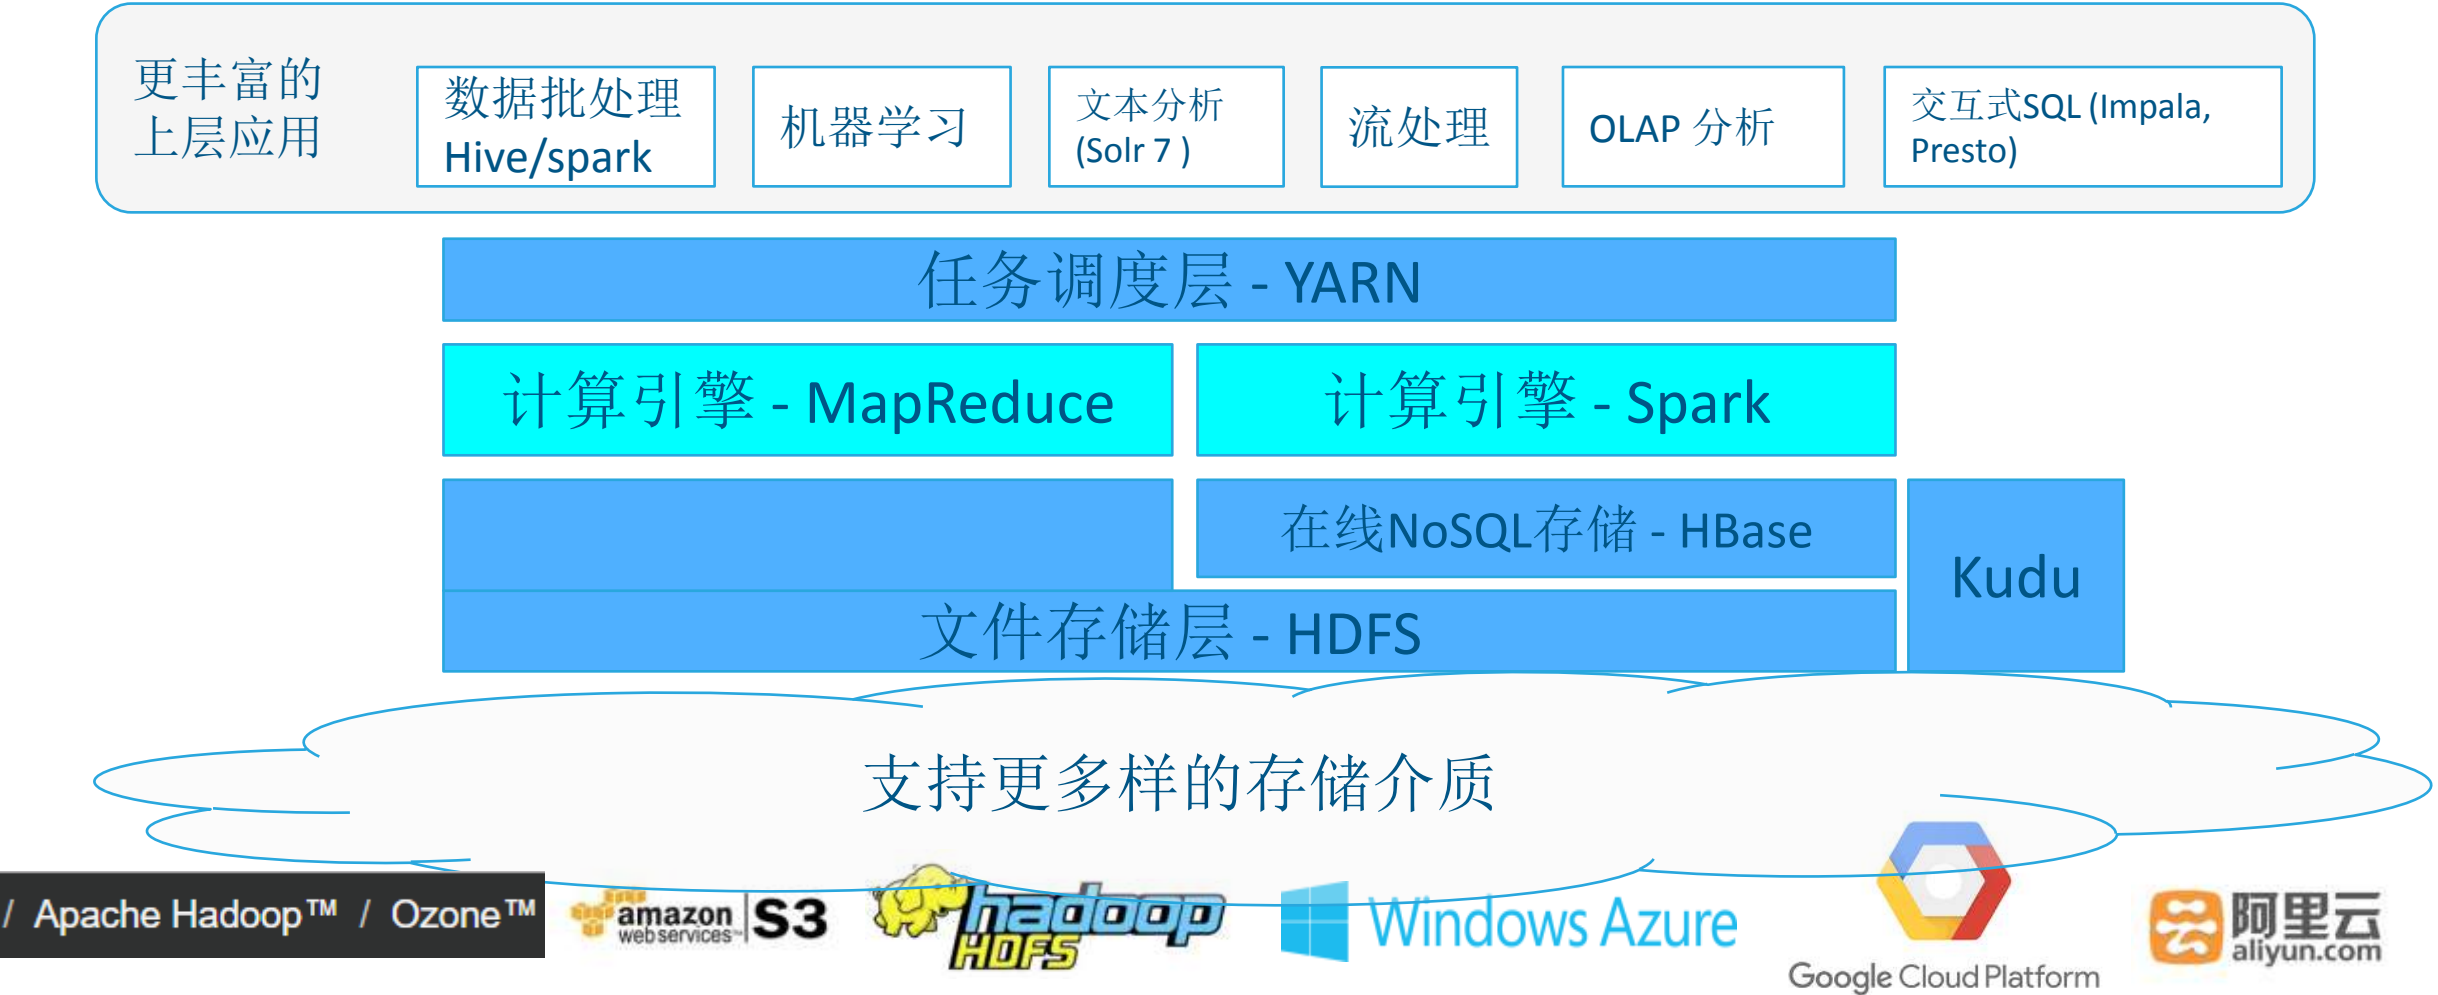 更丰富的
上层应用
数据批处理
Hive/spark
机器学习
文本分析
(Solr 7 )
流处理
OLAP 分析
交互式SQL (Impala,
Presto)
任务调度层 - YARN
计算引擎 - MapReduce
计算引擎 - Spark
在线NoSQL存储 - HBase
Kudu
文件存储层 - HDFS
支持更多样的存储介质
/ Apache Hadoop™ / Ozone™
amazon
webservices™
S3
hadoop
HDFS
Windows Azure
Google Cloud Platform
阿里云
aliyun.com